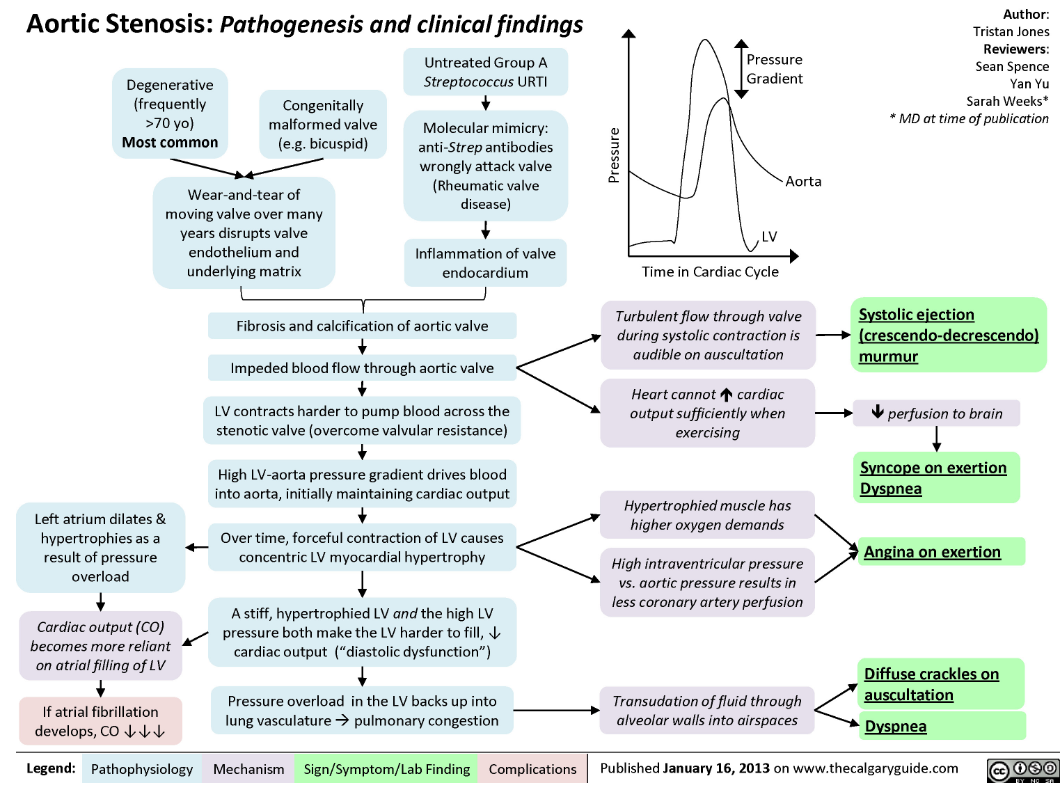 Aortic Stenosis: Pathogenesis and clinical findings
Author:
Tristan Jones
Reviewers:
Sean Spence
Yan Yu
Sarah Weeks*
* MD at time of publication
Degenerative
(frequently
>70 yo)
Most common
Congenitally
malformed valve
(e.g. bicuspid)
Untreated Group A
Streptococcus URTI
Molecular mimicry:
anti-Strep antibodies
wrongly attack valve
(Rheumatic valve
disease)
Wear-and-tear of
moving valve over many
years disrupts valve
endothelium and
underlying matrix
Inflammation of valve
endocardium
Pressure
Pressure
Gradient
Aorta
LV
Time in Cardiac Cycle
Fibrosis and calcification of aortic valve
Impeded blood flow through aortic valve
LV contracts harder to pump blood across the
stenotic valve (overcome valvular resistance)
High LV-aorta pressure gradient drives blood
into aorta, initially maintaining cardiac output
Over time, forceful contraction of LV causes
concentric LV myocardial hypertrophy
A stiff, hypertrophied LV and the high LV
pressure both make the LV harder to fill, ↓
cardiac output (“diastolic dysfunction”)
Pressure overload in the LV backs up into
lung vasculature → pulmonary congestion
Left atrium dilates &
hypertrophies as a
result of pressure
overload
Cardiac output (CO)
becomes more reliant
on atrial filling of LV
If atrial fibrillation
develops, CO ↓↓↓
Turbulent flow through valve
during systolic contraction is
audible on auscultation
Systolic ejection
(crescendo-decrescendo)
murmur
Heart cannot ↑ cardiac
output sufficiently when
exercising
↓ perfusion to brain
Syncope on exertion
Dyspnea
Hypertrophied muscle has
higher oxygen demands
High intraventricular pressure
vs. aortic pressure results in
less coronary artery perfusion
Angina on exertion
Transudation of fluid through
alveolar walls into airspaces
Diffuse crackles on
auscultation
Dyspnea
Legend: Pathophysiology Mechanism Sign/Symptom/Lab Finding Complications
Published January 16, 2013 on www.thecalgaryguide.com
cc BY NC SA